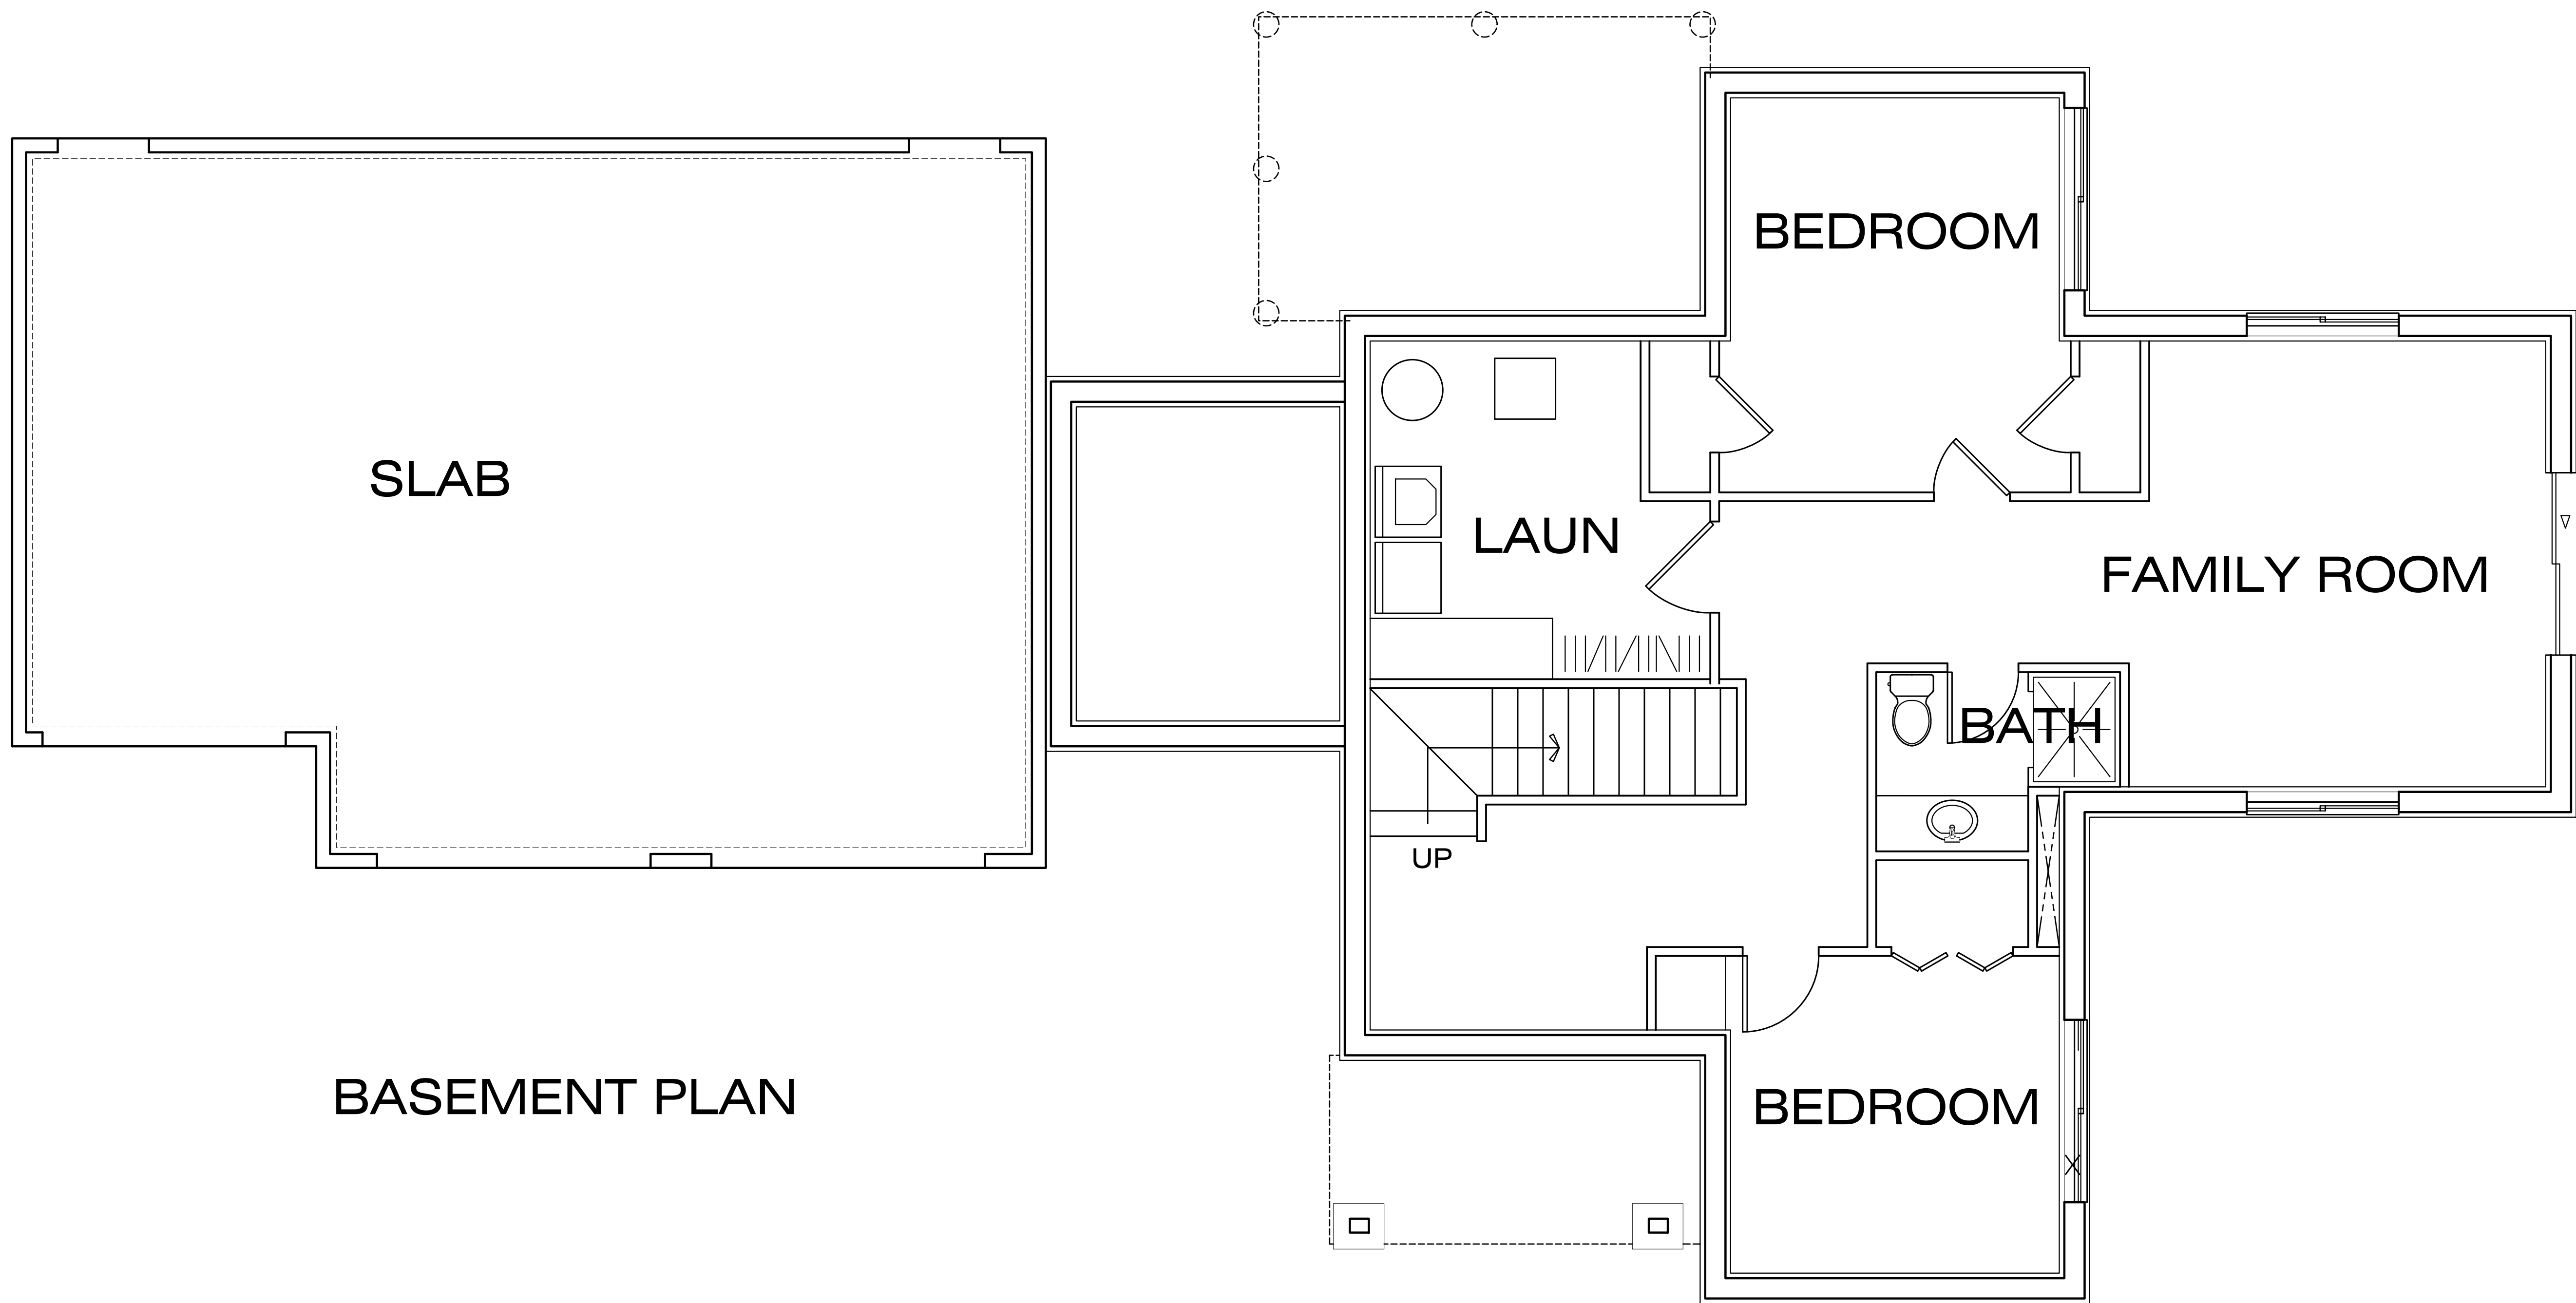 BEDROOM
SLAB
LAUN
FAMILY ROOM
BATH
UP
BASEMENT PLAN
BEDROOM